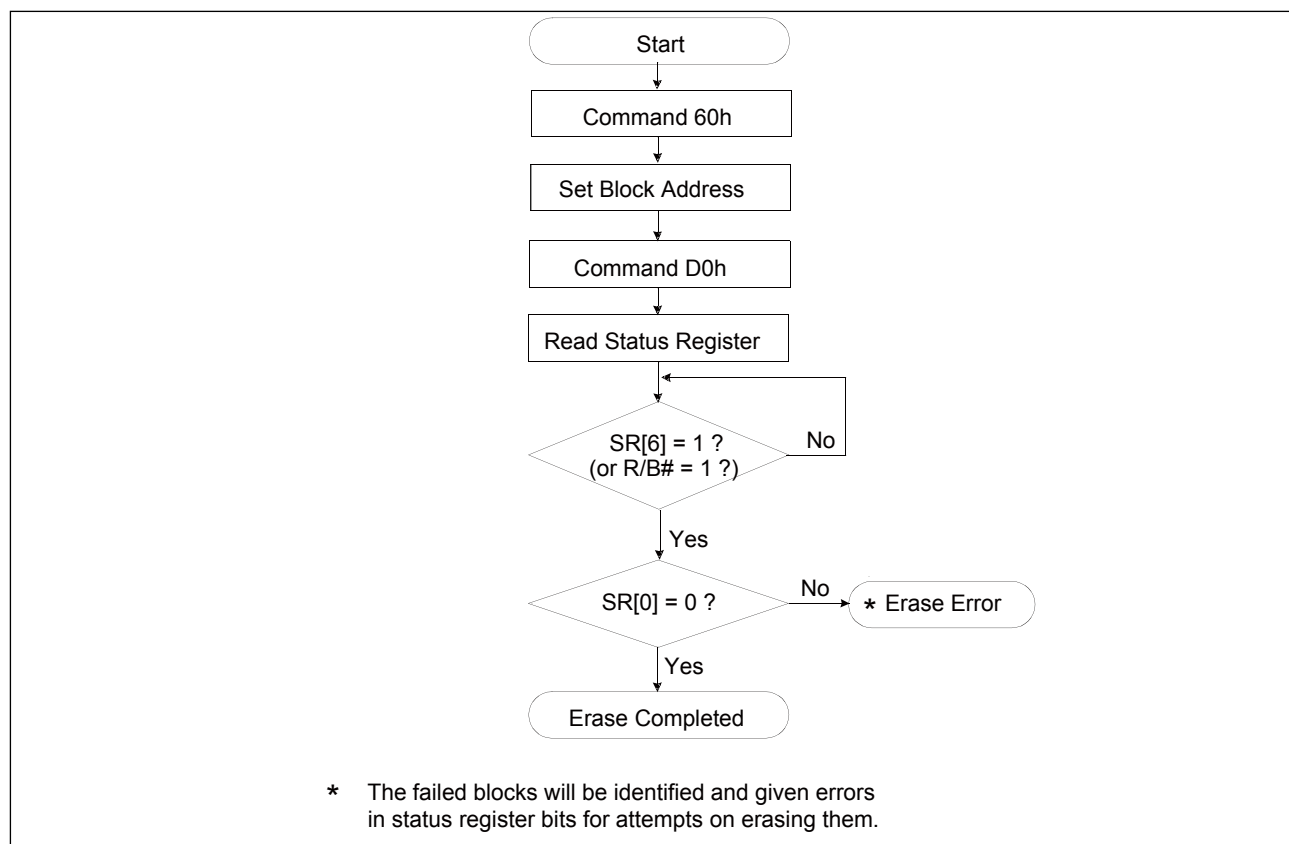 Start
Command 60h
Set Block Address
Command D0h
Read Status Register
SR[6] = 1 ?
(or R/B# = 1 ?)
No
Yes
SR[0] = 0 ?
No
* Erase Error
Yes
Erase Completed
* The failed blocks will be identified and given errors
in status register bits for attempts on erasing them.